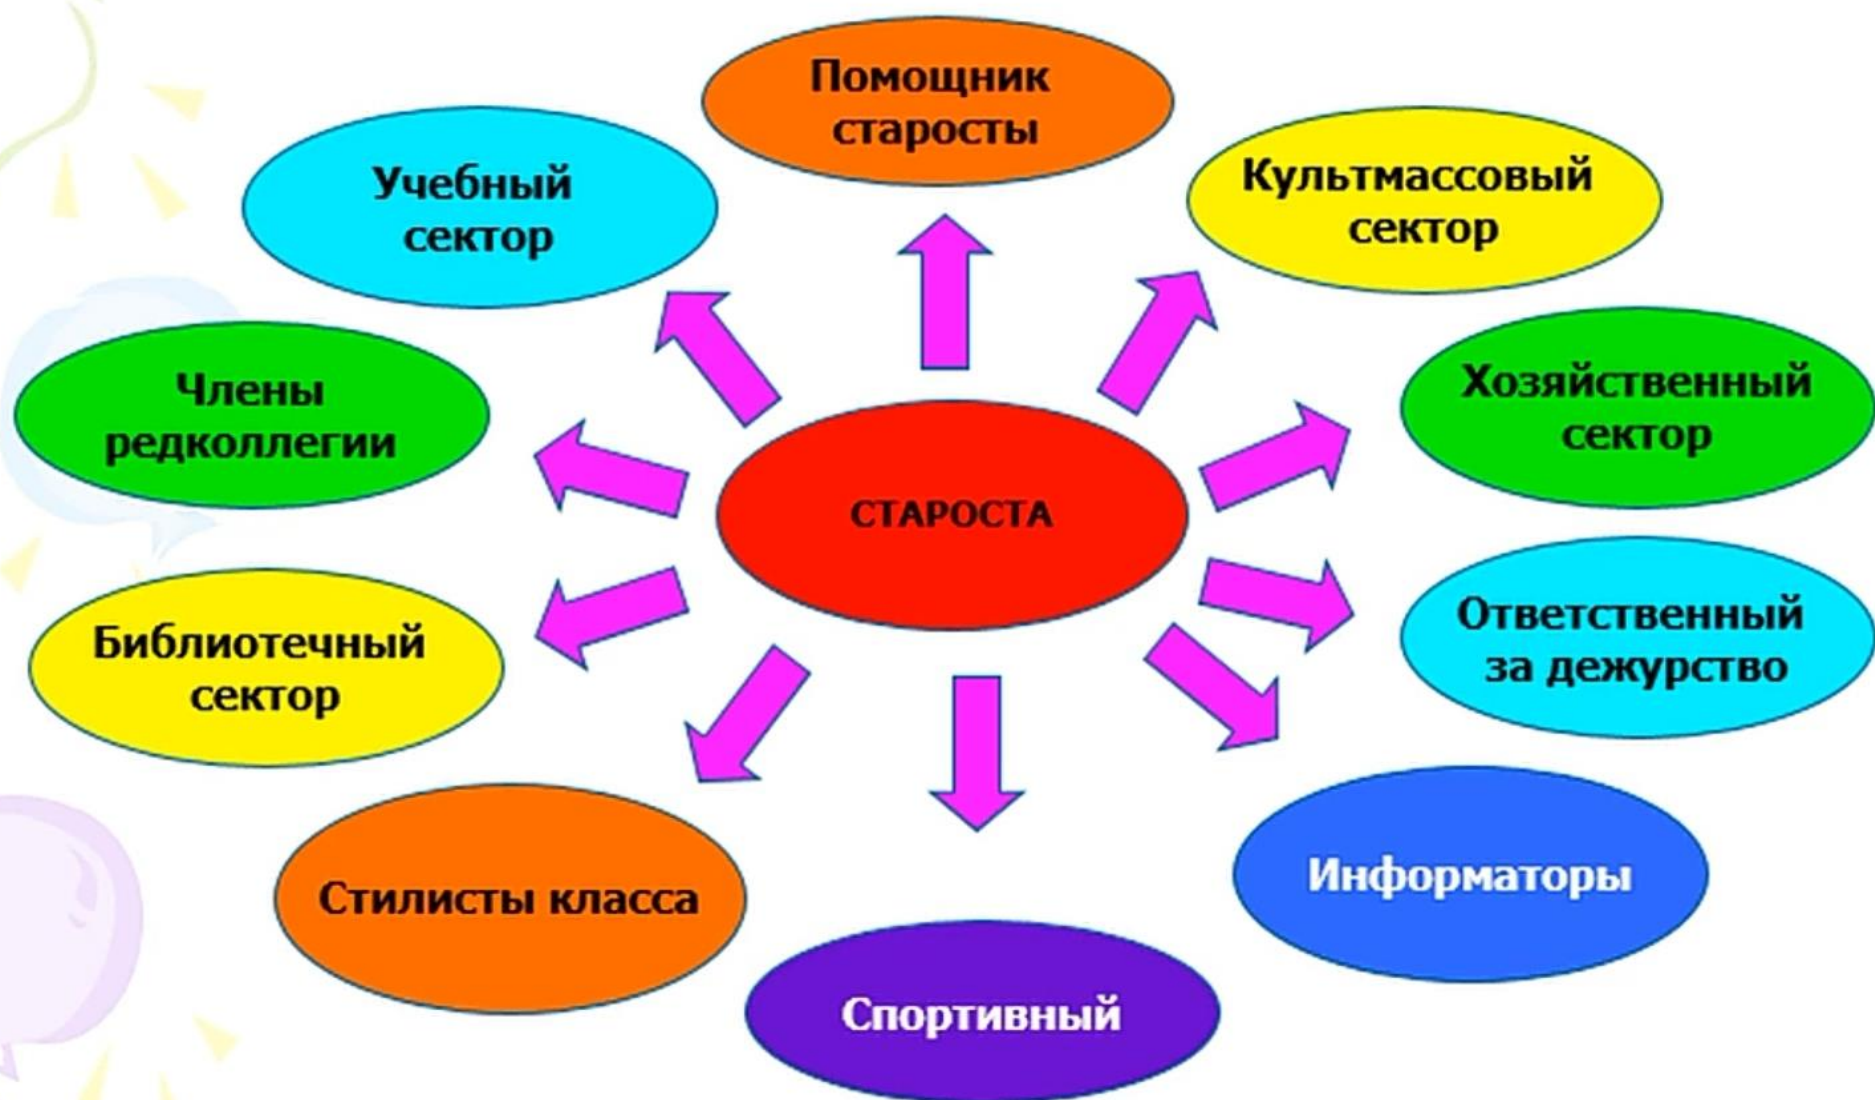 Помощник
старосты
Учебный
сектор
Культмассовый
сектор
Члены
редколлегии
Хозяйственный
сектор
СТАРОСТА
Библиотечный
сектор
Ответственный
за дежурство
Стилисты класса
Информаторы
Спортивный